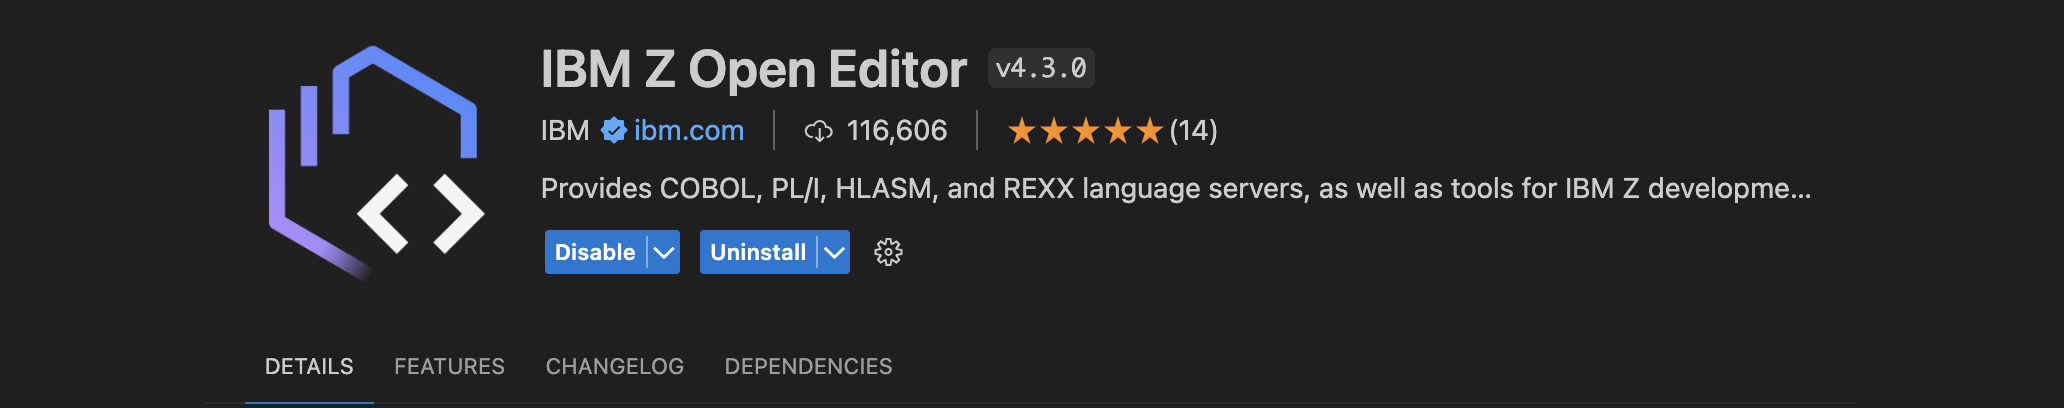 IBM Z Open Editor v4.3.0
IBM ibm.com 116,606 ★★★★★(14)
Provides COBOL, PL/I, HLASM, and REXX language servers, as well as tools for IBM Z developme...
Disable Uninstall
DETAILS FEATURES CHANGELOG DEPENDENCIES